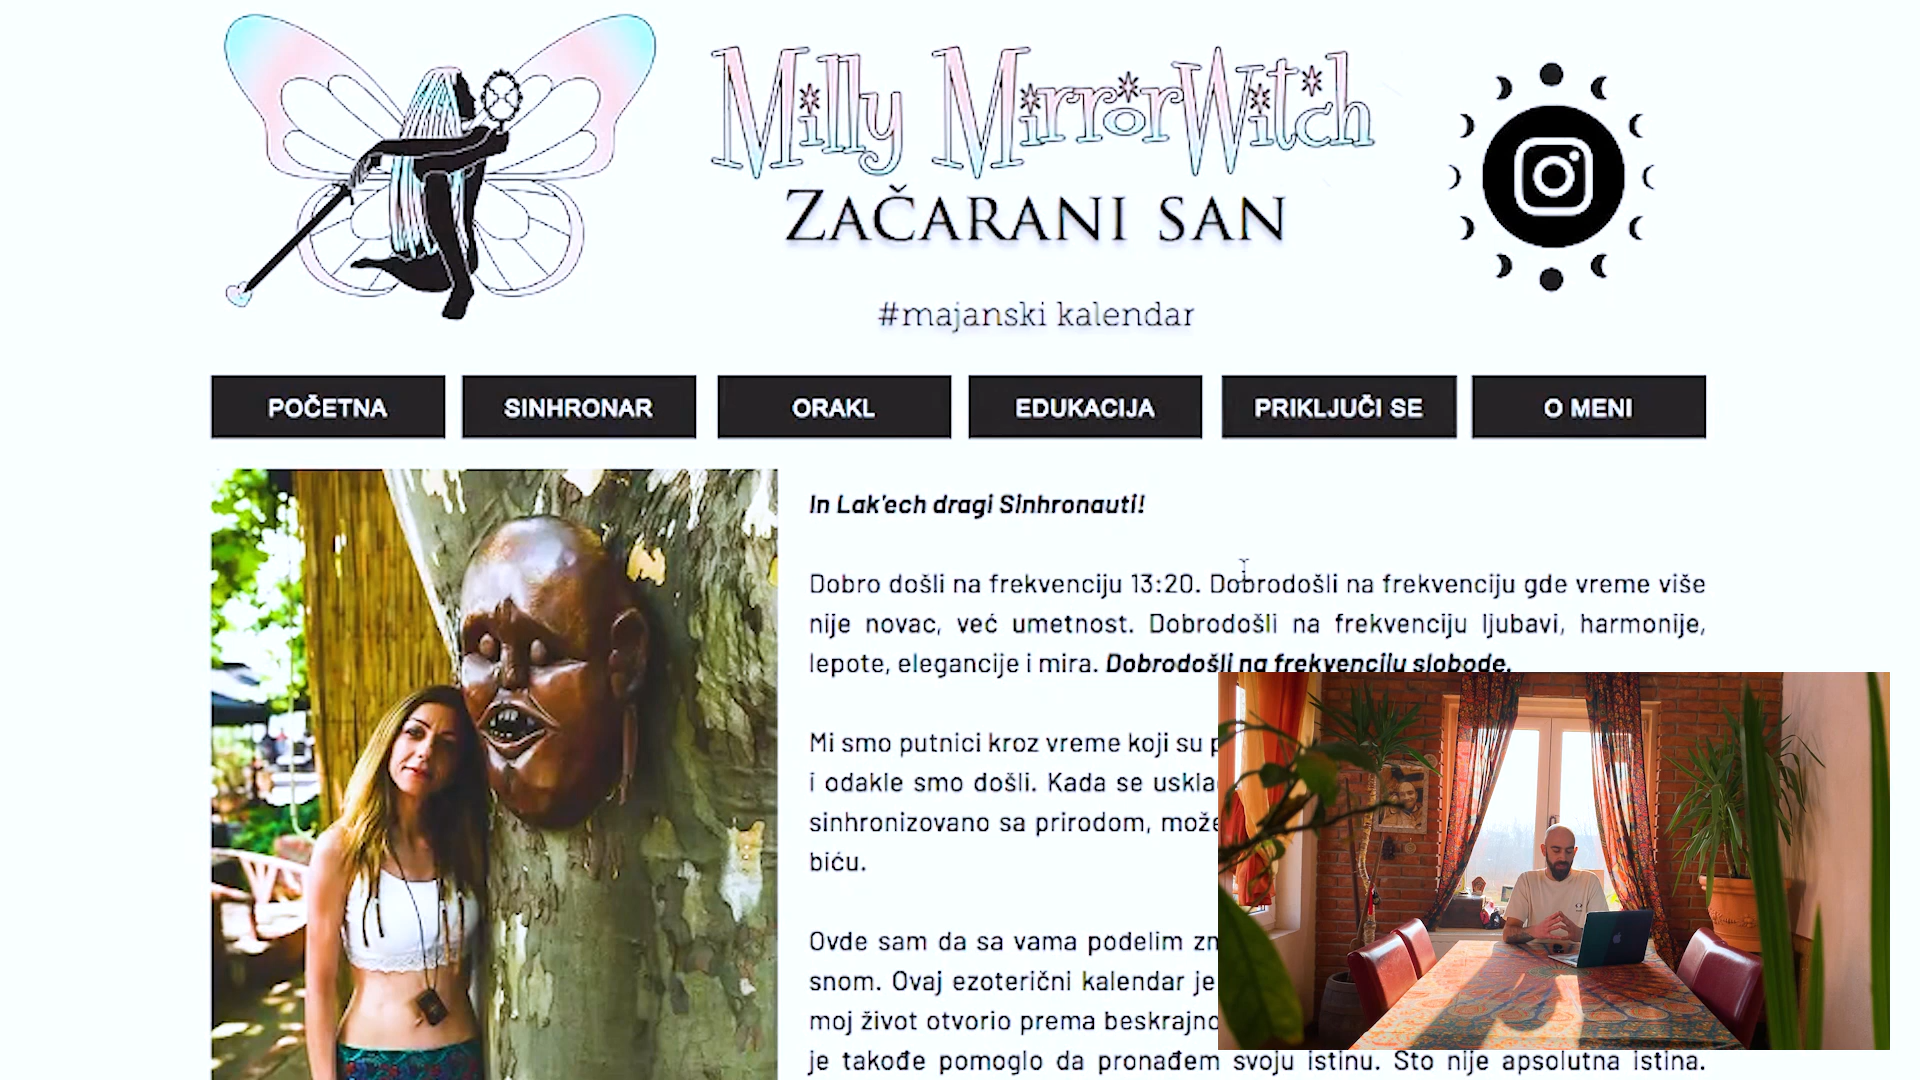 Milly MirrorWitch
ZAČARANI SAN
#majanski kalendar
POČETNA
SINHRONAR
ORAKL
EDUKACIJA
PRIKLJUČI SE
O MENI
In Lak'ech dragi Sinhronauti!
Dobro došli na frekvenciju 13:20. Dobrodošli na frekvenciju gde vreme više
nije novac, već umetnost. Dobrodošli na frekvenciju ljubavi, harmonije,
lepote, elegancije i mira. Dobrodošli na frekvenciju slobode.
Mi smo putnici kroz vreme koji su
i odakle smo došli. Kada se
sinhronizovano sa prirodom,
biću.
Ovde sam da sa vama podelim
snom. Ovaj ezoterični kalendar je
moj život otvorio prema
je takođe pomoglo da pronađem svoju istinu. Što nije apsolutna istina.